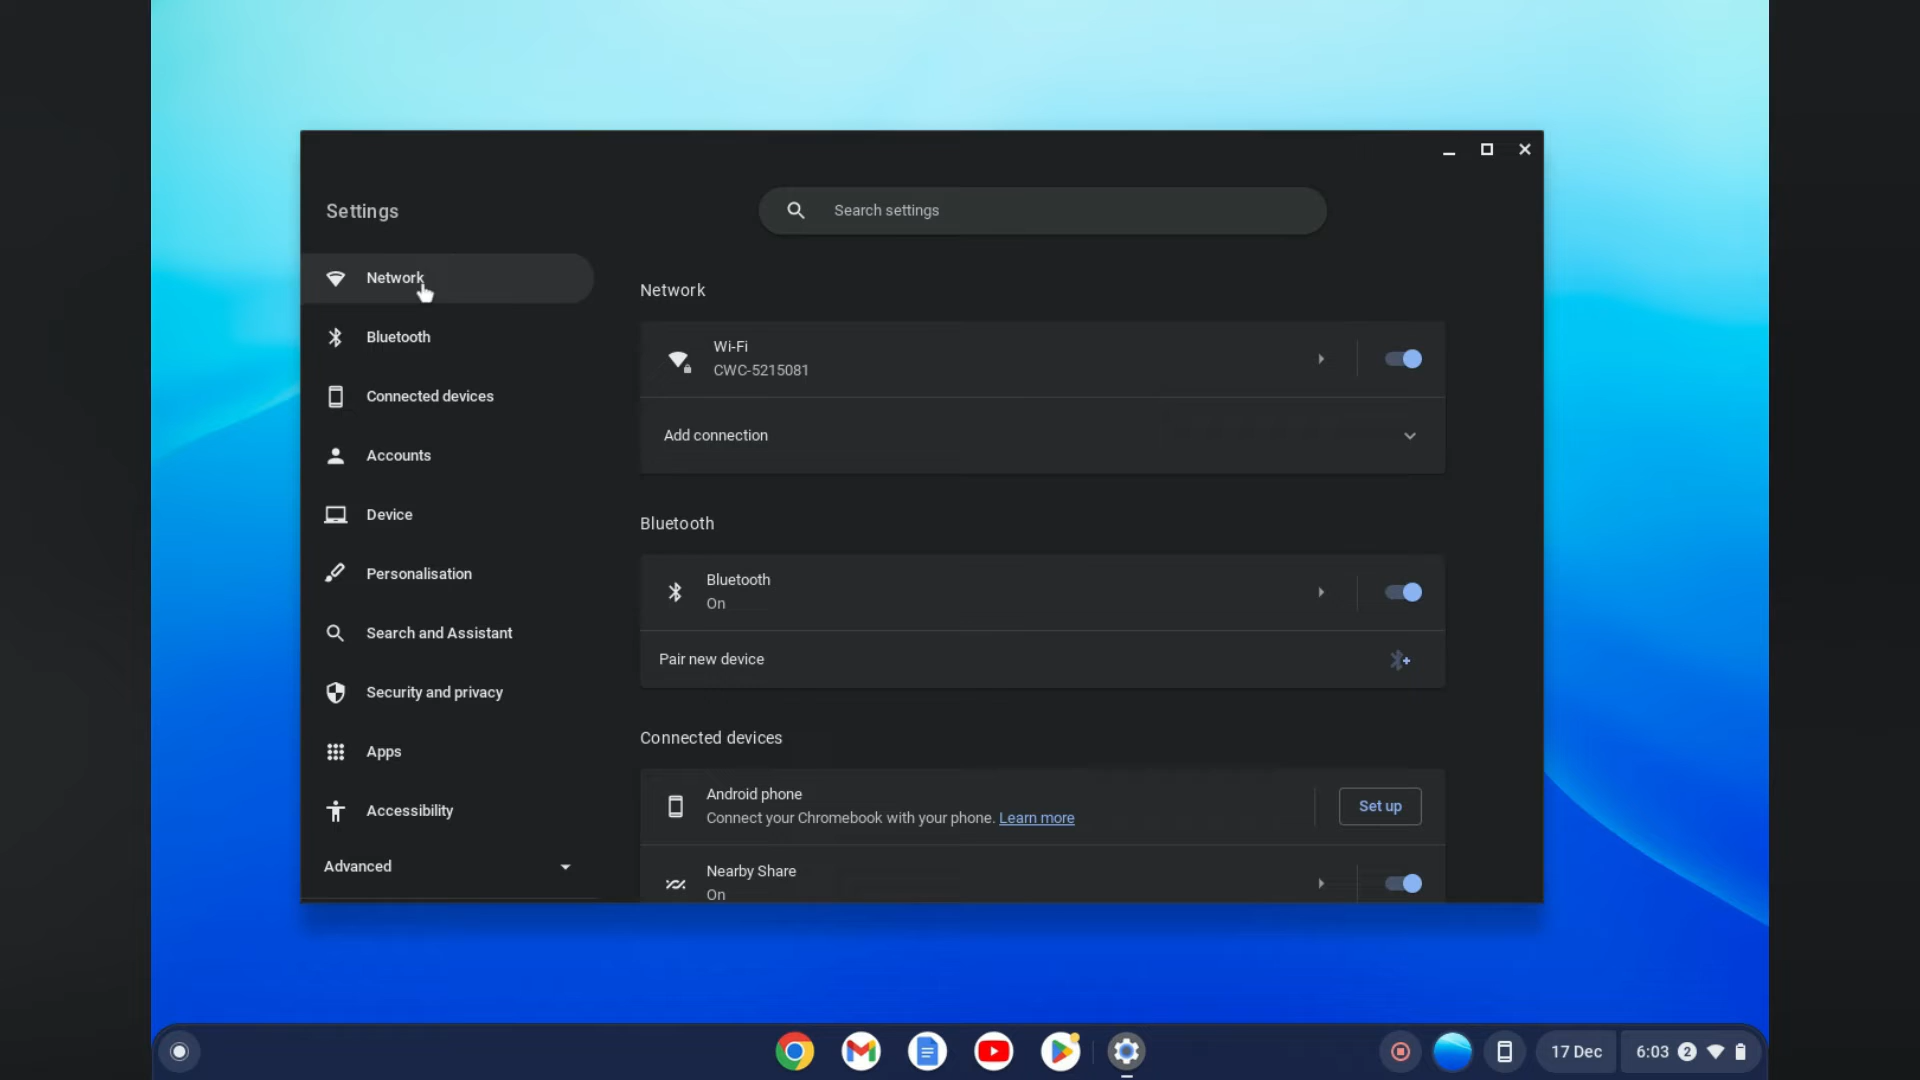 Settings
Search settings
Network
Bluetooth
Connected devices
Accounts
Device
Personalisation
Search and Assistant
Security and privacy
Apps
Accessibility
Advanced
Network
Wi-Fi
CWC-5215081
Add connection
Bluetooth
Bluetooth
On
Pair new device
Connected devices
Android phone
Connect your Chromebook with your phone. Learn more
Set up
Nearby Share
On
17 Dec
6:03 2